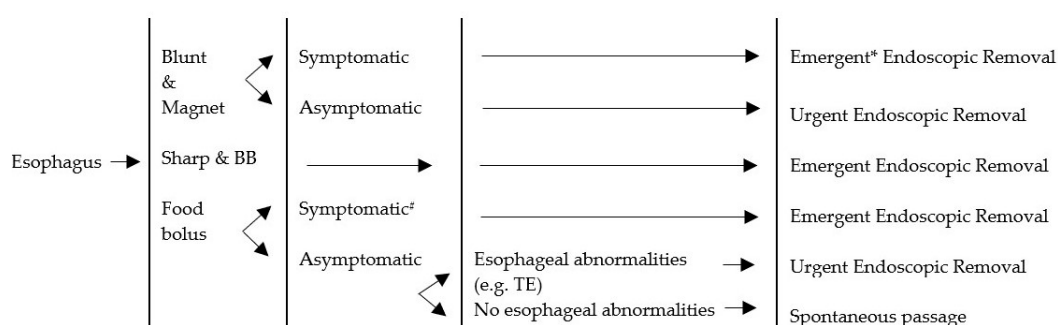 Blunt
&
Magnet
Symptomatic
Emergent* Endoscopic Removal
Asymptomatic
Urgent Endoscopic Removal
Esophagus
Sharp & BB
Emergent Endoscopic Removal
Food
bolus
Symptomatic♯
Emergent Endoscopic Removal
Asymptomatic
Esophageal abnormalities
(e.g. TE)
Urgent Endoscopic Removal
No esophageal abnormalities
Spontaneous passage